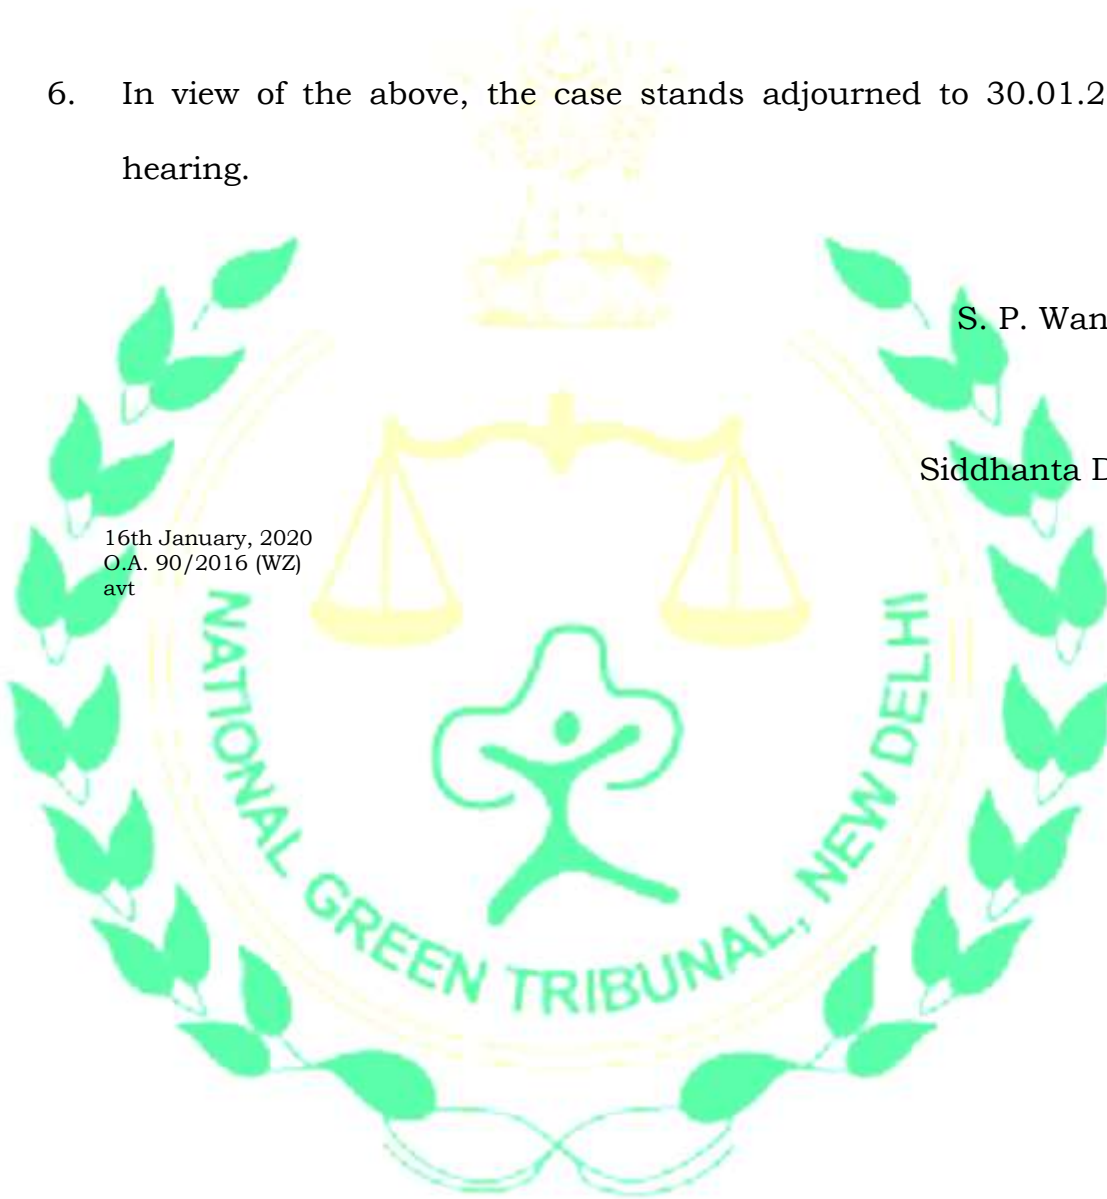 6. In view of the above, the case stands adjourned to 30.01.2
hearing.
S. P. Wan
Siddhanta D
16th January, 2020
O.A. 90/2016 (WZ)
avt
NATIONAL GREEN TRIBUNAL, NEW DELHI